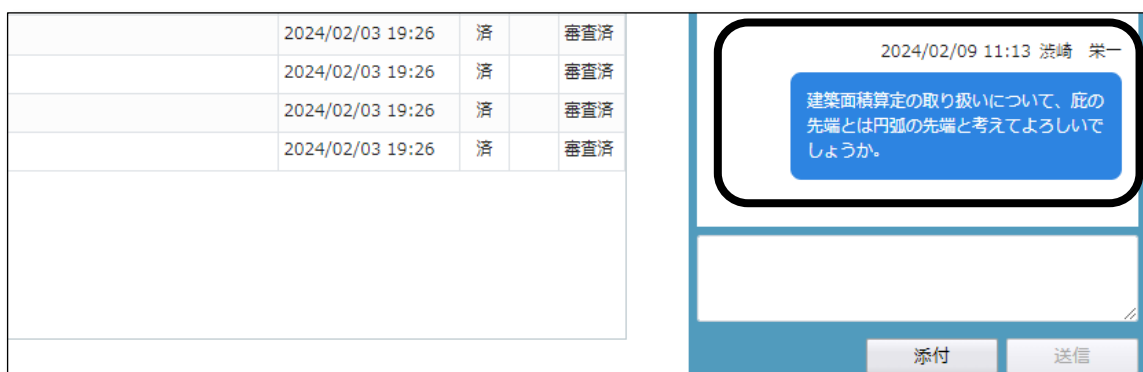 2024/02/03 19:26 済 審査済
2024/02/03 19:26 済 審査済
2024/02/03 19:26 済 審査済
2024/02/03 19:26 済 審査済
2024/02/09 11:13 渋崎　栄一
建築面積算定の取り扱いについて、庇の
先端とは円弧の先端と考えてよろしいで
しょうか。
添付
送信